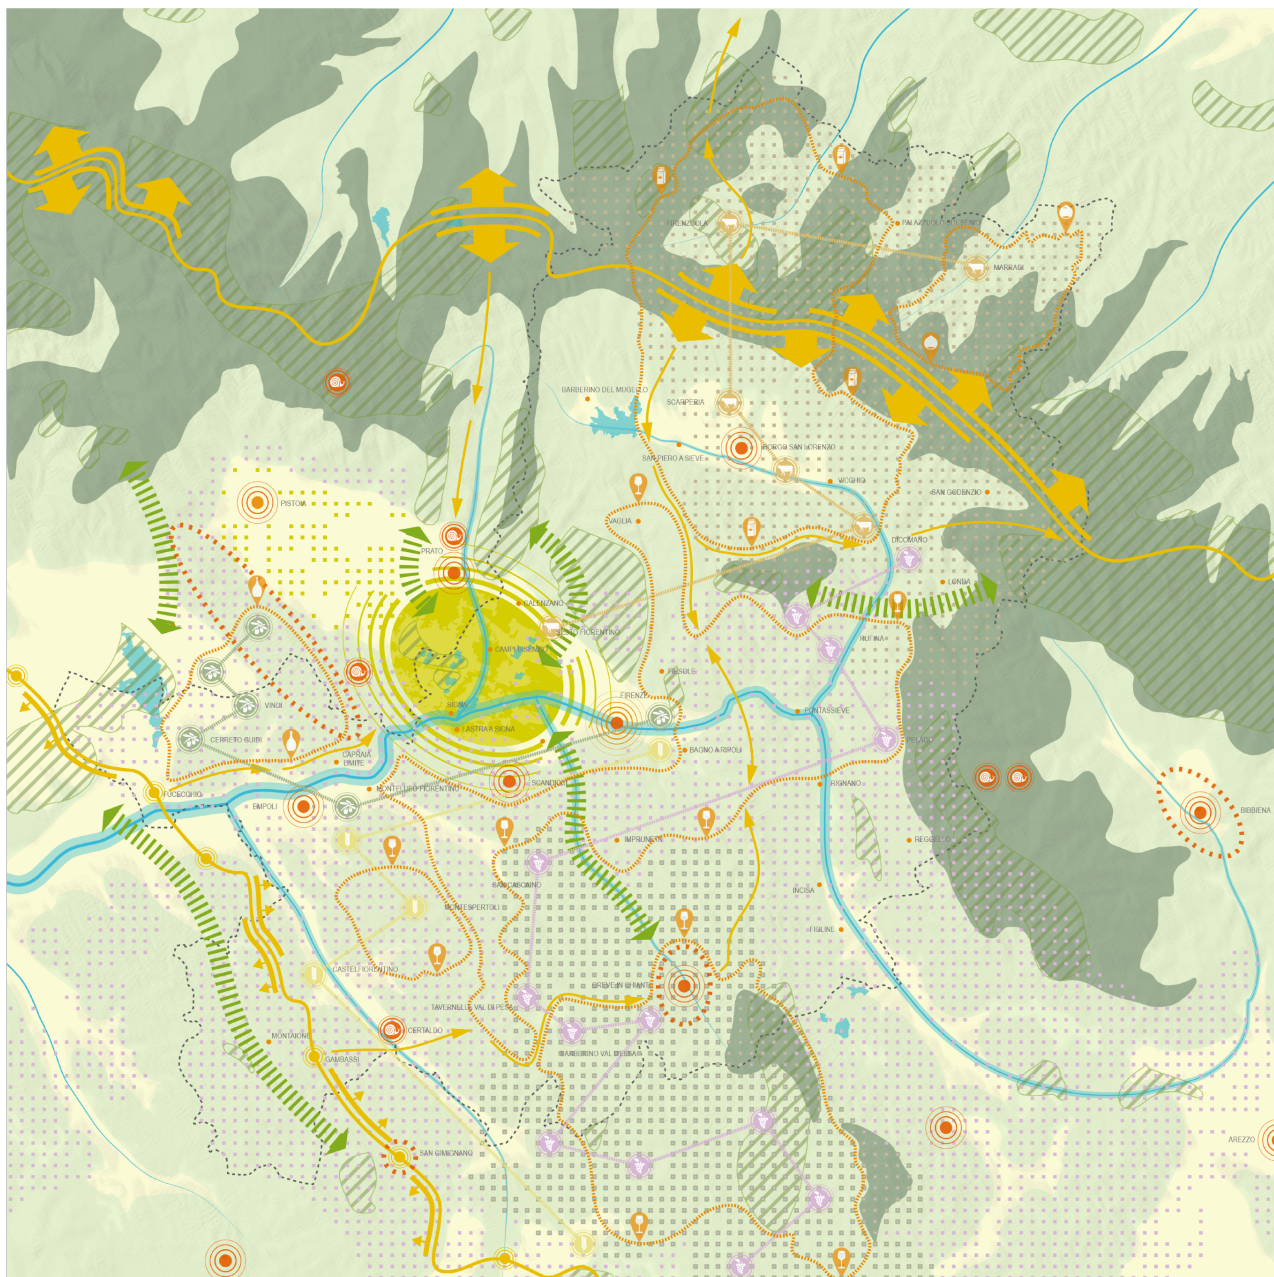 FIRENZUOLA
PALAZZUOLO SUL SENIO
MARRADI
BARBERINO DEL MUGELLO
SCARPERIA
BORGO SAN LORENZO
SAN PIERO A SIEVE
VICCHIO
SAN GODENZIO
PISTOIA
VAGLIA
DICOMANO
PRATO
LONDA
CALENZANO
SESTO FIORENTINO
RUFINA
CAMPI BISENZIO
FIESOLE
FIRENZE
VINCI
SIGNA
PONTASSIEVE
LASTRA A SIGNA
CERRETO GUIDI
PELAGO
BAGNO A RIPOLI
CAPRAIA
LIMITE
SCANDICCI
RIGNANO
MONTELUPO FIORENTINO
FUCECCHIO
EMPOLI
BIBBIENA
IMPRUNETA
REGGELLO
SAN CASCIANO
INCISA
MONTESPERTOLI
FIGLINE
CASTELFIORENTINO
GREVE IN CHIANTI
TAVERNELLE VAL DI PESA
CERTALDO
MONTAIONE
BARBERINO VAL D'ELSA
GAMBASSI
AREZZO
SAN GIMIGNANO